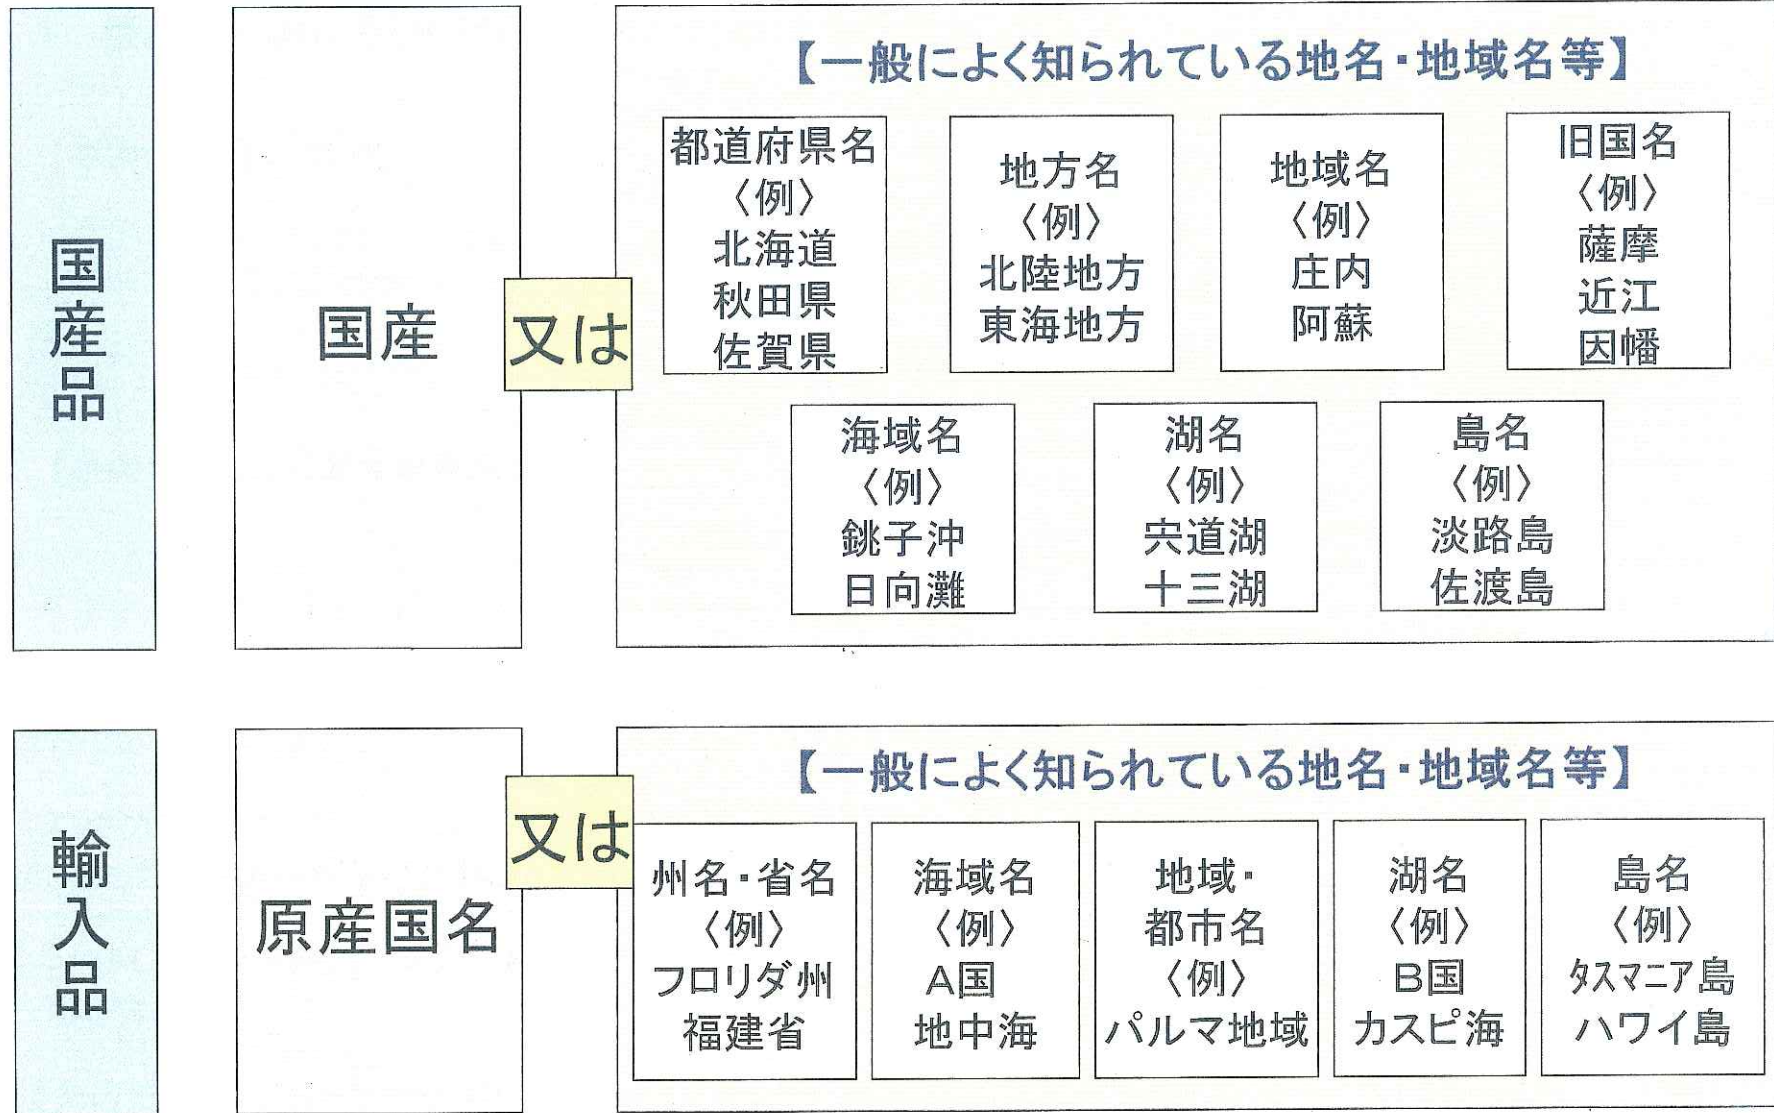 国産品
国産
又は
【一般によく知られている地名・地域名等】
都道府県名
〈例〉
北海道
秋田県
佐賀県
地方名
〈例〉
北陸地方
東海地方
地域名
〈例〉
庄内
阿蘇
旧国名
〈例〉
薩摩
近江
因幡
海域名
〈例〉
銚子沖
日向灘
湖名
〈例〉
宍道湖
十三湖
島名
〈例〉
淡路島
佐渡島
輸入品
原産国名
又は
【一般によく知られている地名・地域名等】
州名・省名
〈例〉
フロリダ州
福建省
海域名
〈例〉
A国
地中海
地域・
都市名
〈例〉
パルマ地域
湖名
〈例〉
B国
カスピ海
島名
〈例〉
タスマニア島
ハワイ島